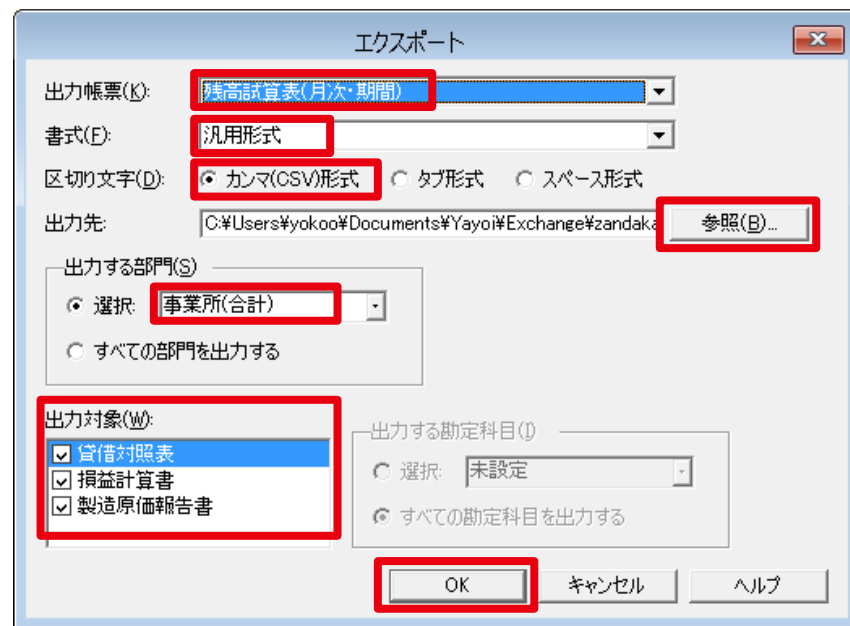 エクスポート
出力帳票(K): 残高試算表(月次・期間)
書式(F): 汎用形式
区切り文字(D): カンマ(CSV)形式 タブ形式 スペース形式
出力先: C:¥Users¥yokoo¥Documents¥Yayoi¥Exchange¥zandaka 参照(B)...
出力する部門(S)
選択: 事業所(合計)
すべての部門を出力する
出力対象(W):
貸借対照表
損益計算書
製造原価報告書
出力する勘定科目(I)
選択: 未設定
すべての勘定科目を出力する
OK キャンセル ヘルプ